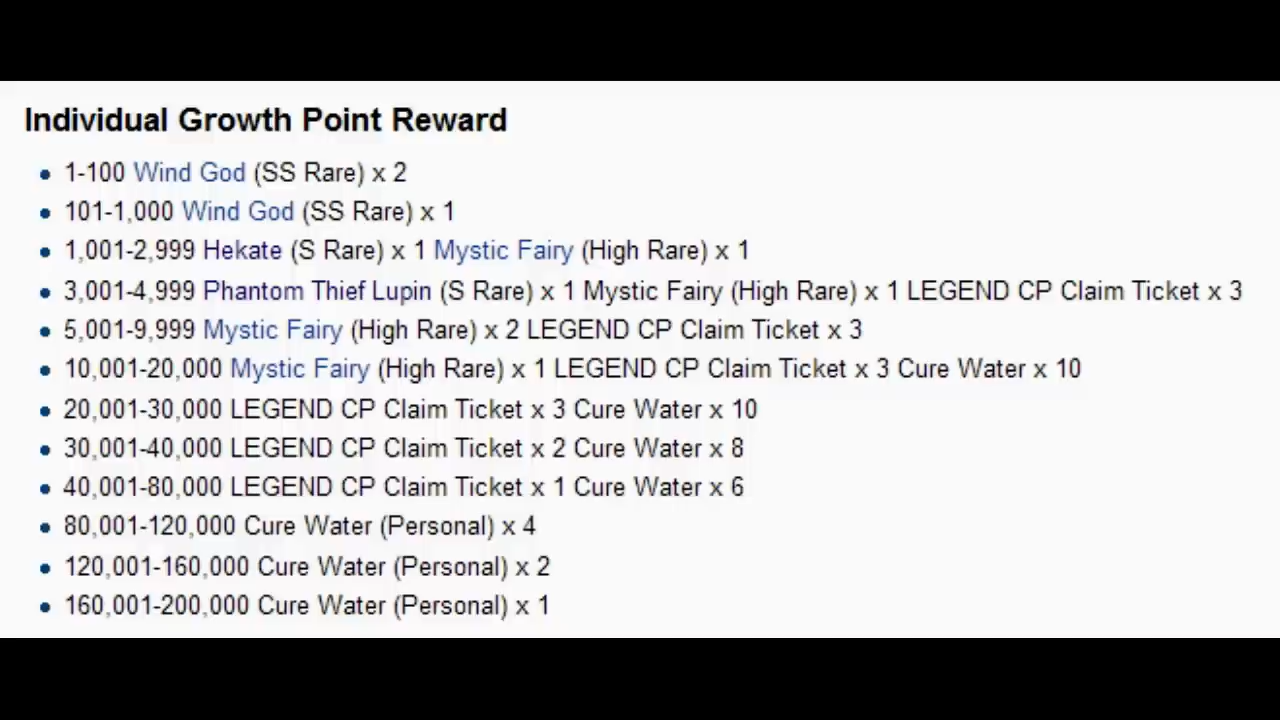 Individual Growth Point Reward
1-100 Wind God (SS Rare) x 2
101-1,000 Wind God (SS Rare) x 1
1,001-2,999 Hekate (S Rare) x 1 Mystic Fairy (High Rare) x 1
3,001-4,999 Phantom Thief Lupin (S Rare) x 1 Mystic Fairy (High Rare) x 1 LEGEND CP Claim Ticket x 3
5,001-9,999 Mystic Fairy (High Rare) x 2 LEGEND CP Claim Ticket x 3
10,001-20,000 Mystic Fairy (High Rare) x 1 LEGEND CP Claim Ticket x 3 Cure Water x 10
20,001-30,000 LEGEND CP Claim Ticket x 3 Cure Water x 10
30,001-40,000 LEGEND CP Claim Ticket x 2 Cure Water x 8
40,001-80,000 LEGEND CP Claim Ticket x 1 Cure Water x 6
80,001-120,000 Cure Water (Personal) x 4
120,001-160,000 Cure Water (Personal) x 2
160,001-200,000 Cure Water (Personal) x 1